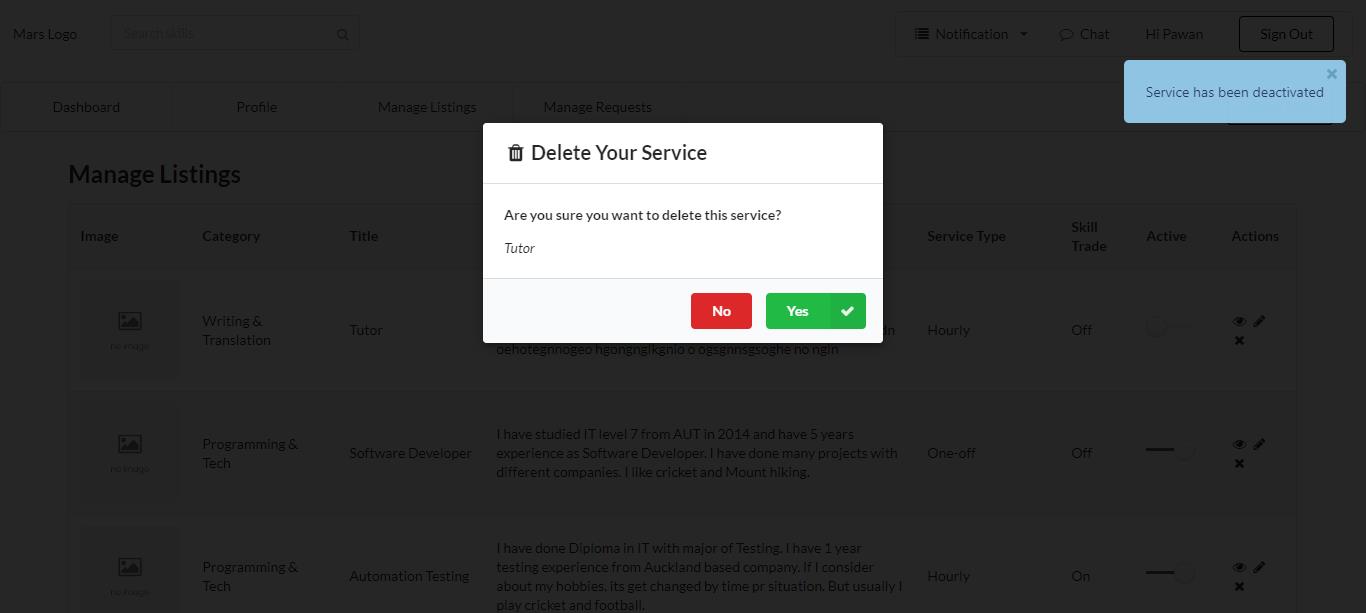 Mars Logo
Search skills
Notification
Chat
Hi Pawan
Sign Out
Service has been deactivated
Dashboard
Profile
Manage Listings
Manage Requests
Delete Your Service
Are you sure you want to delete this service?
Tutor
No
Yes
Manage Listings
Image
Category
Title
Service Type
Skill
Trade
Active
Actions
no image
Writing &
Translation
Tutor
oehotegnnogeo hgongnglkgnio o ogsgnnsgsoghe no ngin
Hourly
Off
no image
Programming &
Tech
Software Developer
I have studied IT level 7 from AUT in 2014 and have 5 years
experience as Software Developer. I have done many projects with
different companies. I like cricket and Mount hiking.
One-off
Off
no image
Programming &
Tech
Automation Testing
I have done Diploma in IT with major of Testing. I have 1 year
testing experience from Auckland based company. If I consider
about my hobbies, its get changed by time pr situation. But usually I
play cricket and football.
Hourly
On